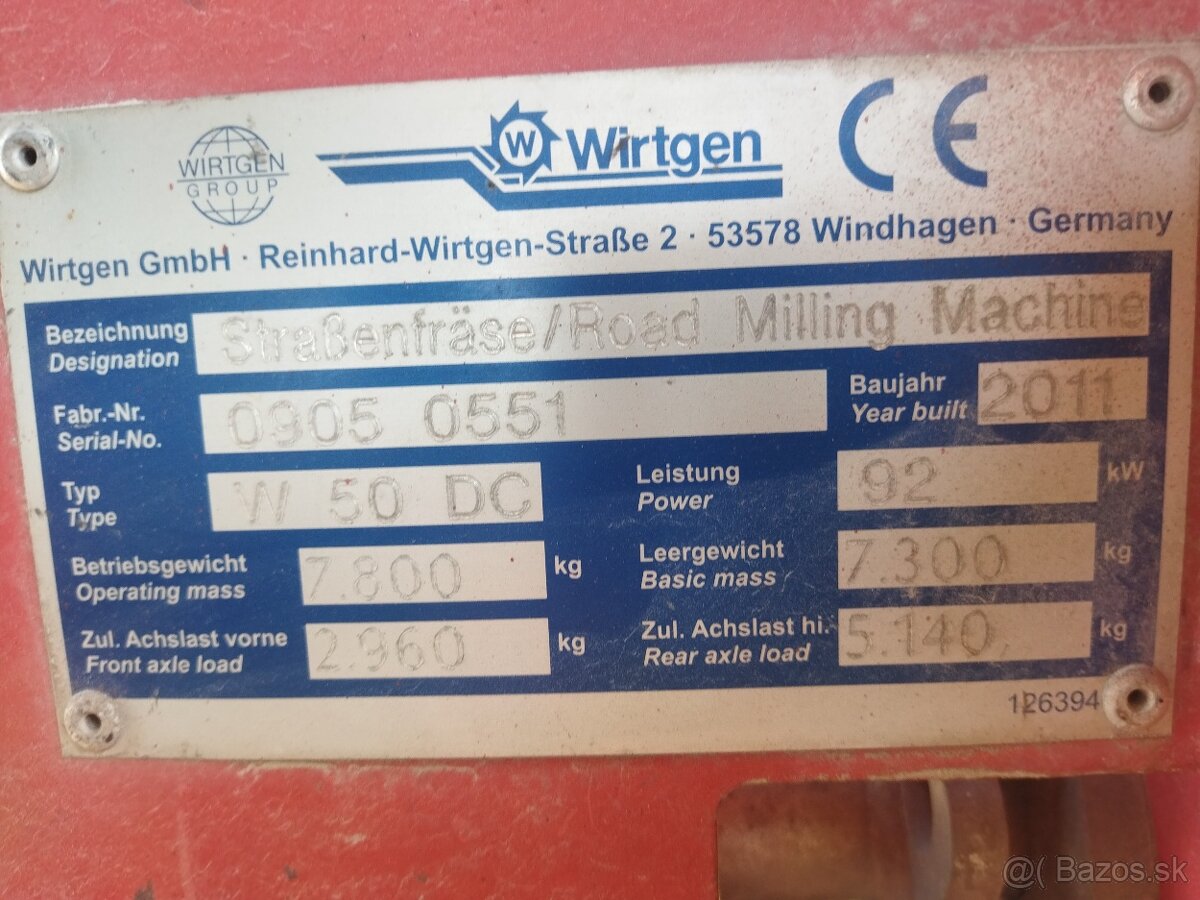 WIRTGEN
GROUP
W Wirtgen
CE
Wirtgen GmbH · Reinhard-Wirtgen-Straße 2 · 53578 Windhagen · Germany
Bezeichnung
Designation
Straßenfräse/Road Milling Machine
Fabr.-Nr.
Serial-No.
0905 0551
Baujahr
Year built
2011
Typ
Type
W 50 DC
Leistung
Power
92 kW
Betriebsgewicht
Operating mass
7.800 kg
Leergewicht
Basic mass
7.300 kg
Zul. Achslast vorne
Front axle load
2.960 kg
Zul. Achslast hi.
Rear axle load
5.140 kg
126394
@( Bazos.sk